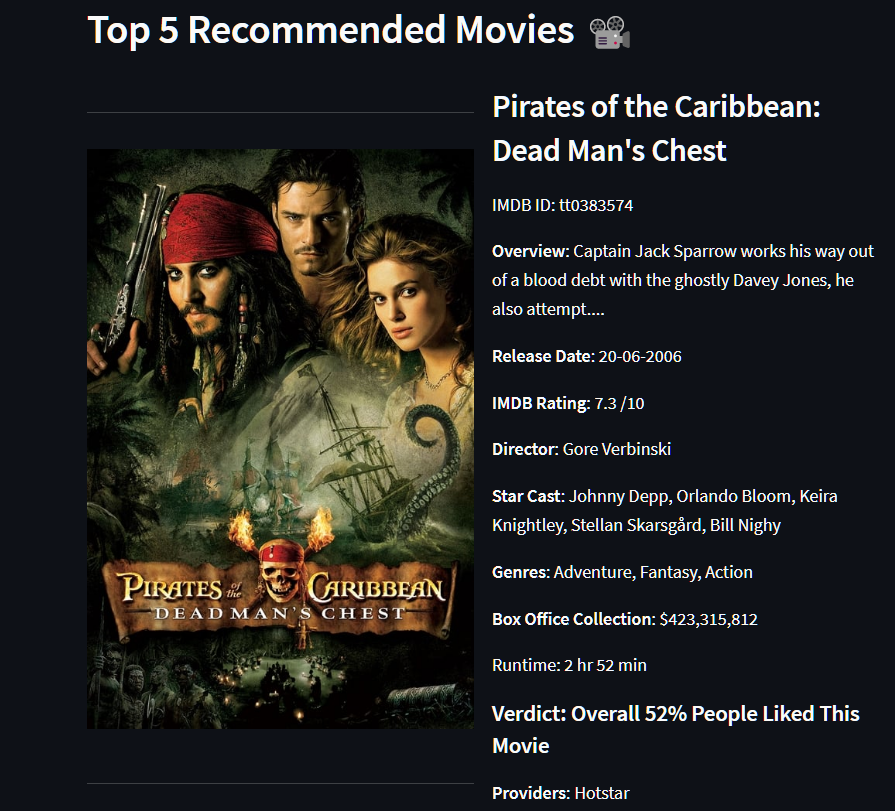 Top 5 Recommended Movies
Pirates of the Caribbean:
Dead Man's Chest
IMDB ID: tt0383574
Overview: Captain Jack Sparrow works his way out
of a blood debt with the ghostly Davey Jones, he
also attempt....
Release Date: 20-06-2006
IMDB Rating: 7.3 /10
Director: Gore Verbinski
Star Cast: Johnny Depp, Orlando Bloom, Keira
Knightley, Stellan Skarsgård, Bill Nighy
Genres: Adventure, Fantasy, Action
Box Office Collection: $423,315,812
Runtime: 2 hr 52 min
Verdict: Overall 52% People Liked This
Movie
Providers: Hotstar
PIRATES of the CARIBBEAN
DEAD MAN'S CHEST